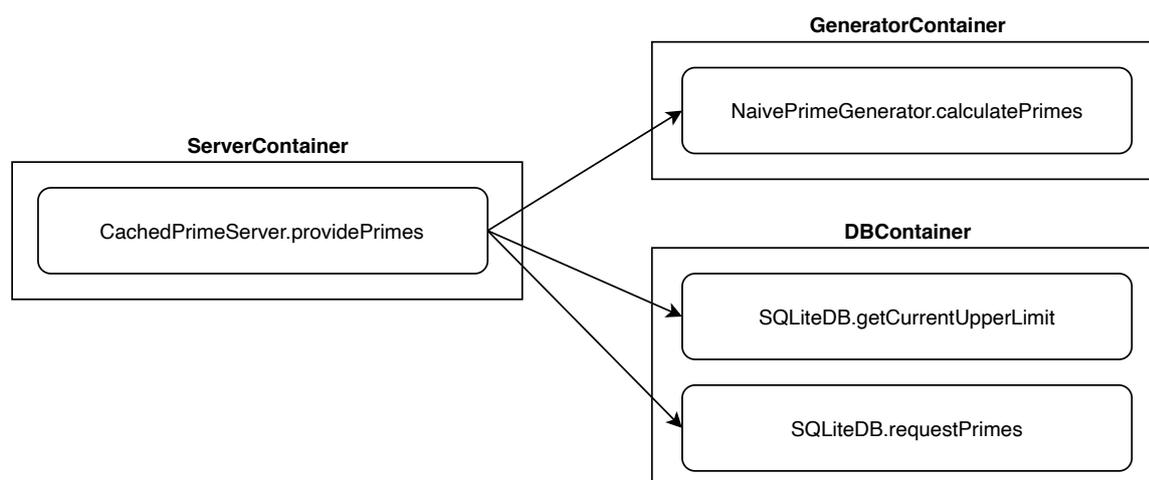 GeneratorContainer
NaivePrimeGenerator.calculatePrimes
ServerContainer
CachedPrimeServer.providePrimes
DBContainer
SQLiteDB.getCurrentUpperLimit
SQLiteDB.requestPrimes